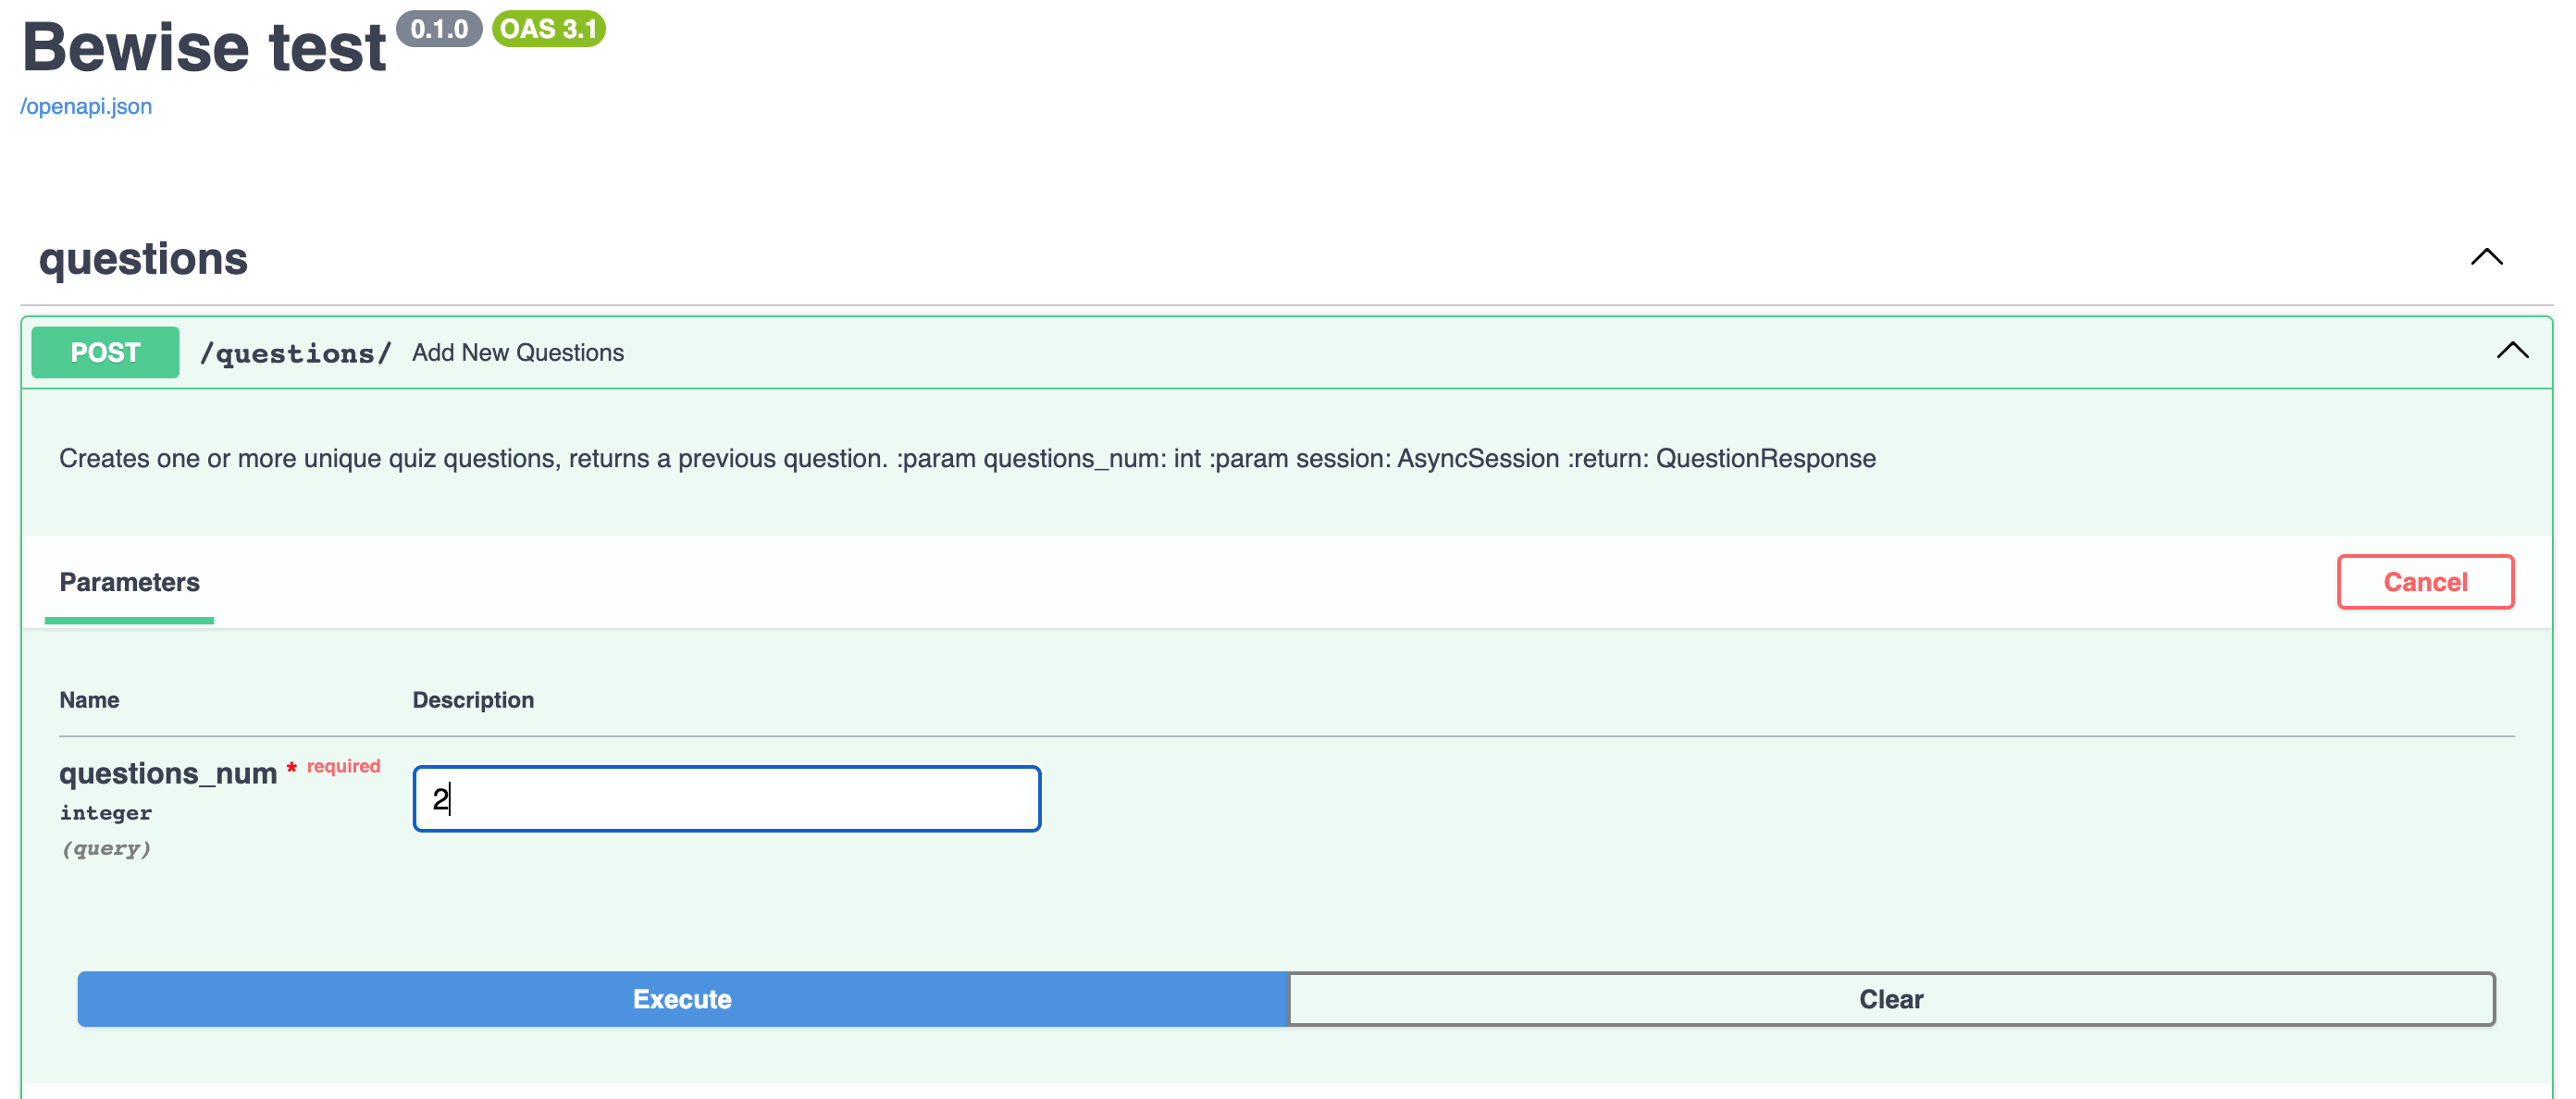 Bewise test 0.1.0 OAS 3.1
/openapi.json
questions
POST /questions/ Add New Questions
Creates one or more unique quiz questions, returns a previous question. :param questions_num: int :param session: AsyncSession :return: QuestionResponse
Parameters Cancel
Name Description
questions_num * required
2
integer
(query)
Execute Clear